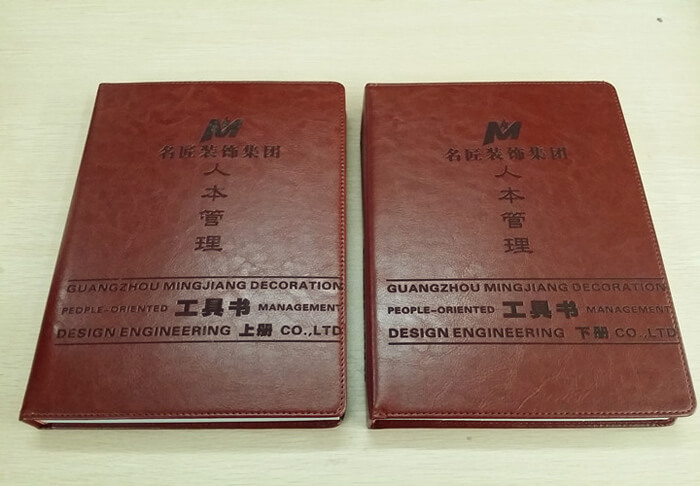 名匠装饰集团
人本管理
GUANGZHOU MINGJIANG DECORATION
PEOPLE-ORIENTED 工具书 MANAGEMENT
DESIGN ENGINEERING 上册 CO.,LTD
名匠装饰集团
人本管理
GUANGZHOU MINGJIANG DECORATION
PEOPLE-ORIENTED 工具书 MANAGEMENT
DESIGN ENGINEERING 下册 CO.,LTD